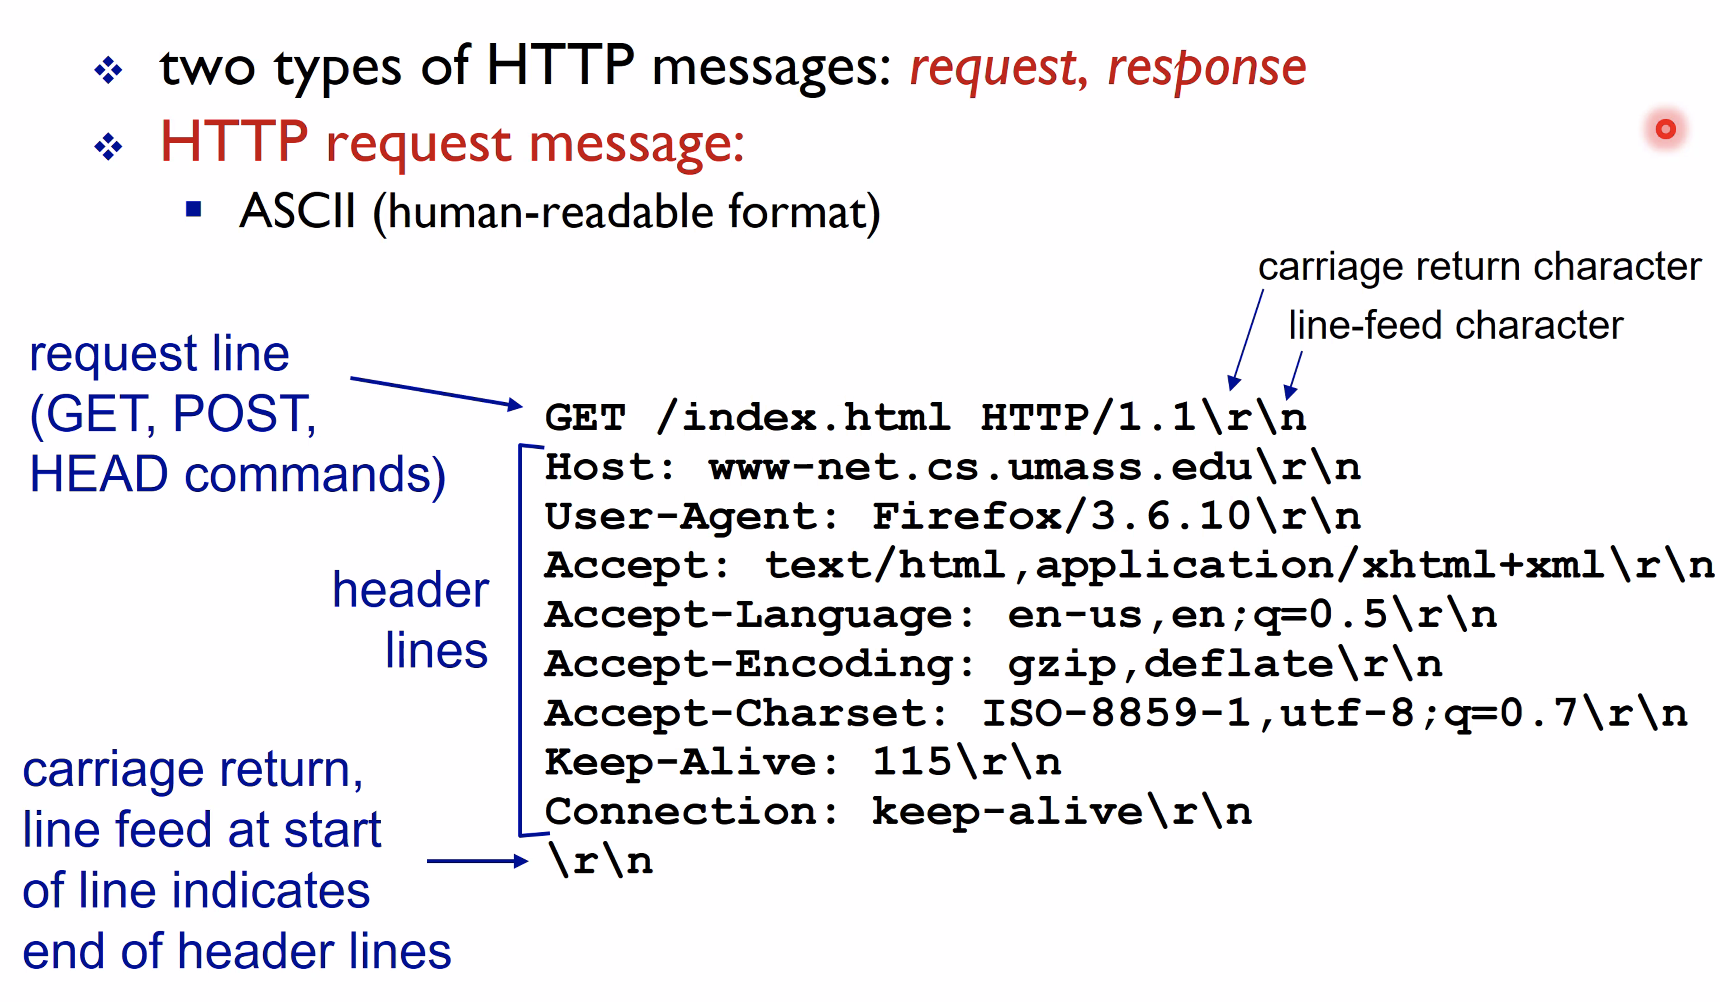 two types of HTTP messages: request, response
HTTP request message:
ASCII (human-readable format)
carriage return character
line-feed character
request line
(GET, POST,
HEAD commands)
header
lines
carriage return,
line feed at start
of line indicates
end of header lines
GET /index.html HTTP/1.1\r\n
Host: www-net.cs.umass.edu\r\n
User-Agent: Firefox/3.6.10\r\n
Accept: text/html,application/xhtml+xml\r\n
Accept-Language: en-us,en;q=0.5\r\n
Accept-Encoding: gzip,deflate\r\n
Accept-Charset: ISO-8859-1,utf-8;q=0.7\r\n
Keep-Alive: 115\r\n
Connection: keep-alive\r\n
\r\n